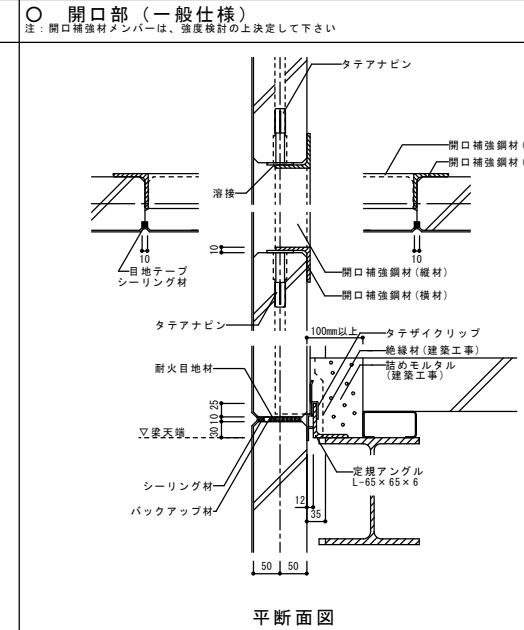 ○ 開口部（一般仕様）
注：開口補強材メンバーは、強度検討の上決定して下さい
タテアナピン
開口補強鋼材(
開口補強鋼材(
溶接
10
10
目地テープ
シーリング材
10
開口補強鋼材(縦材)
開口補強鋼材(横材)
タテアナピン
100mm以上
タテザイクリップ
絶縁材(建築工事)
詰めモルタル
(建築工事)
耐火目地材
25
10
30
▽梁天端
シーリング材
バックアップ材
定規アングル
L-65×65×6
12
35
50
50
平断面図